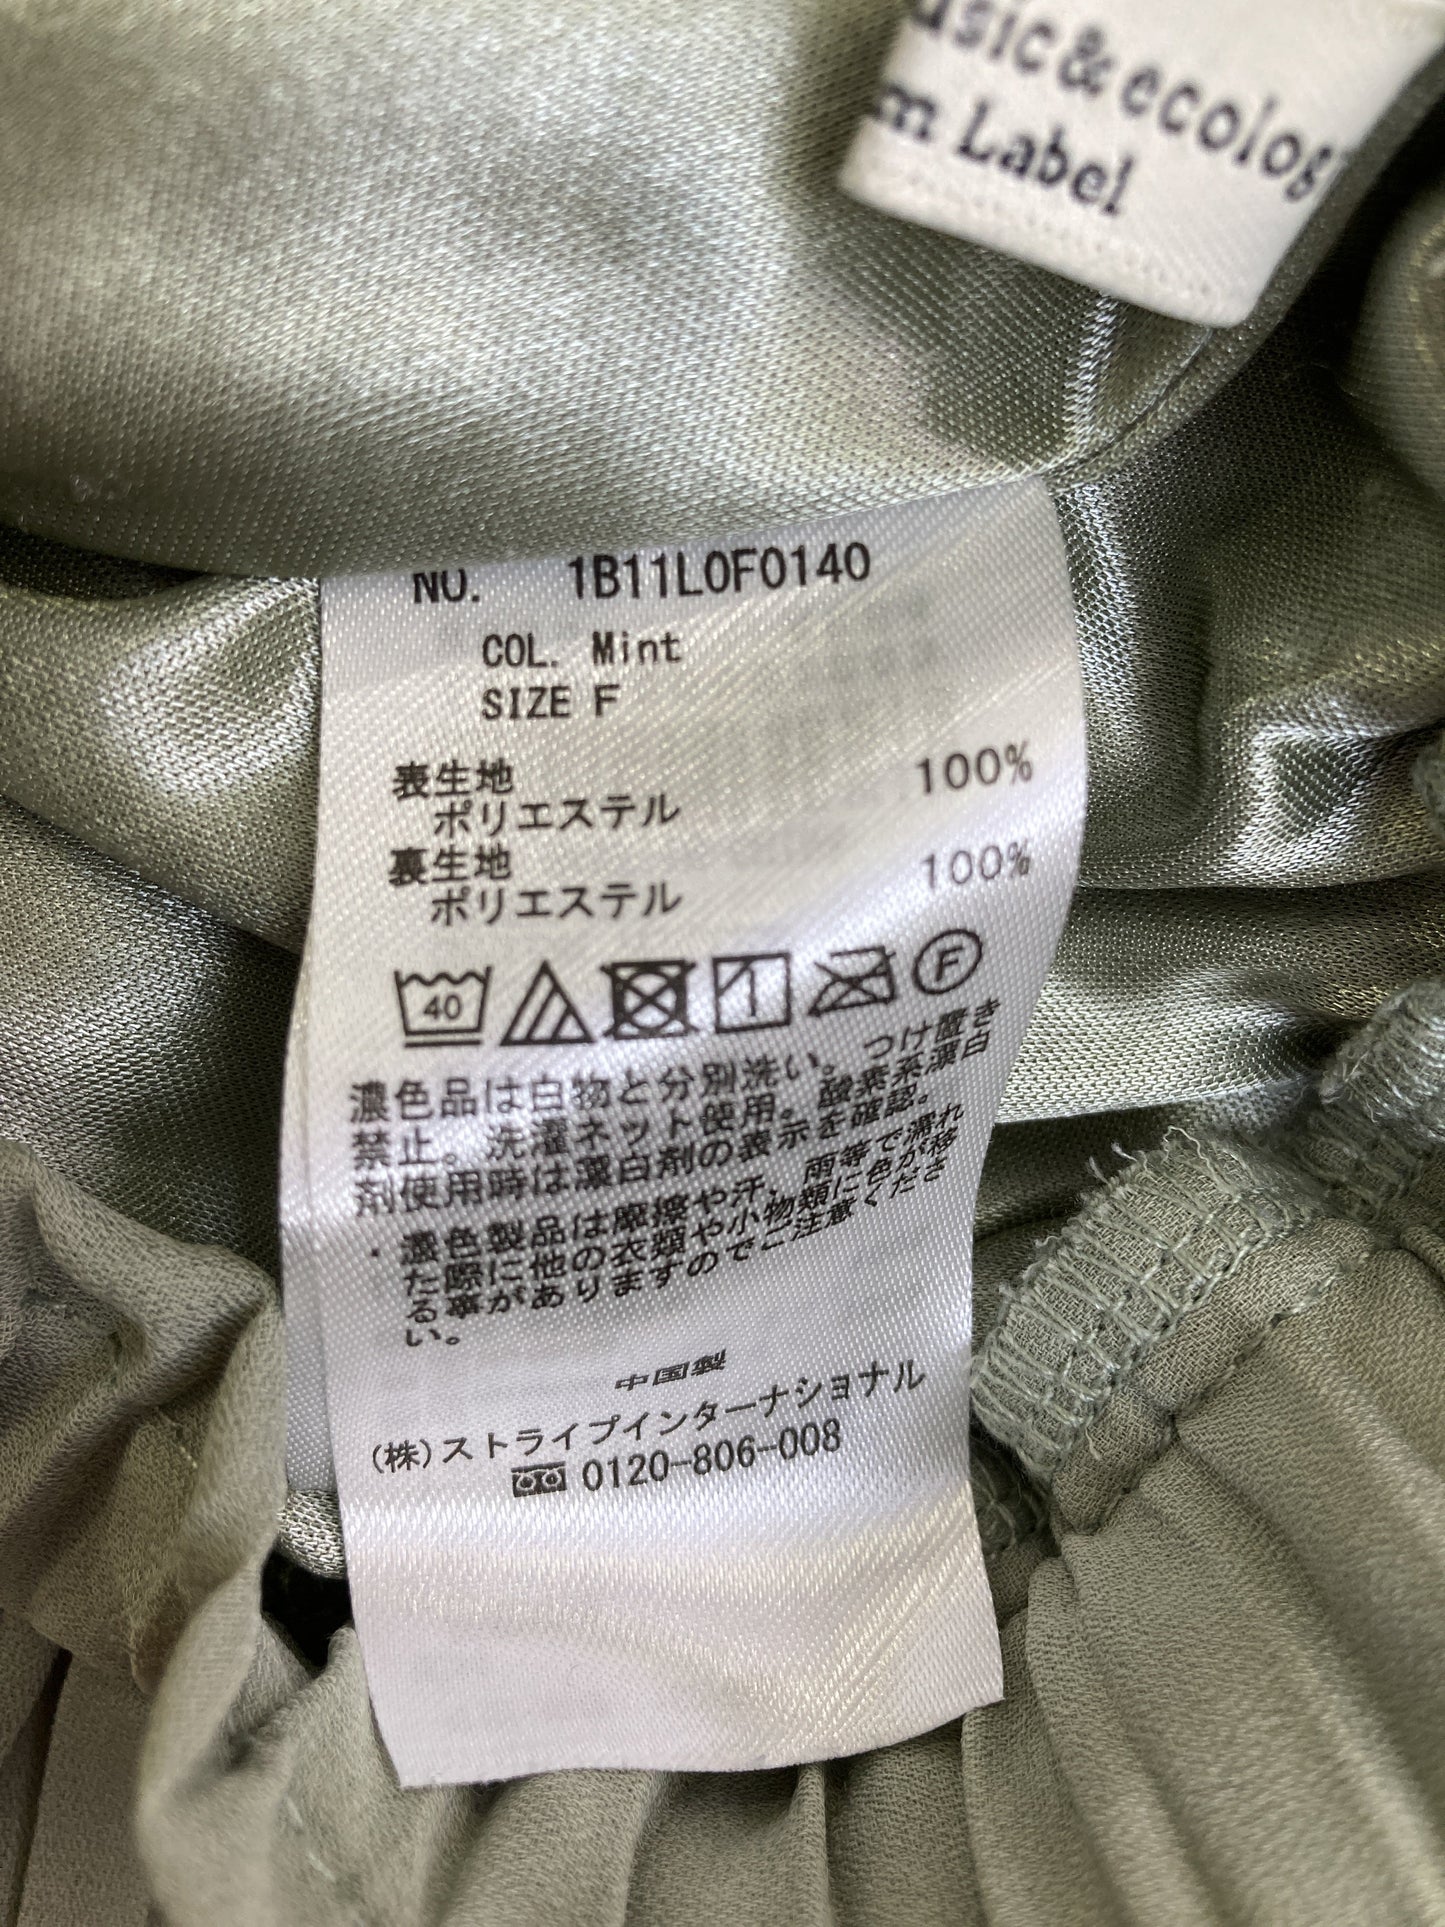 usic&ecolog
m Label
NO. 1B11L0F0140
COL. Mint
SIZE F
表生地
ポリエステル 100%
裏生地
ポリエステル 100%
40 F
濃色品は白物と分別洗い。つけ置き
禁止。洗濯ネット使用。酸素系漂白
剤使用時は漂白剤の表示を確認。
・濃色製品は摩擦や汗、雨等で濡れ
た際に他の衣類や小物類に色が移
る事がありますのでご注意くださ
い。
中国製
(株)ストライプインターナショナル
0120-806-008